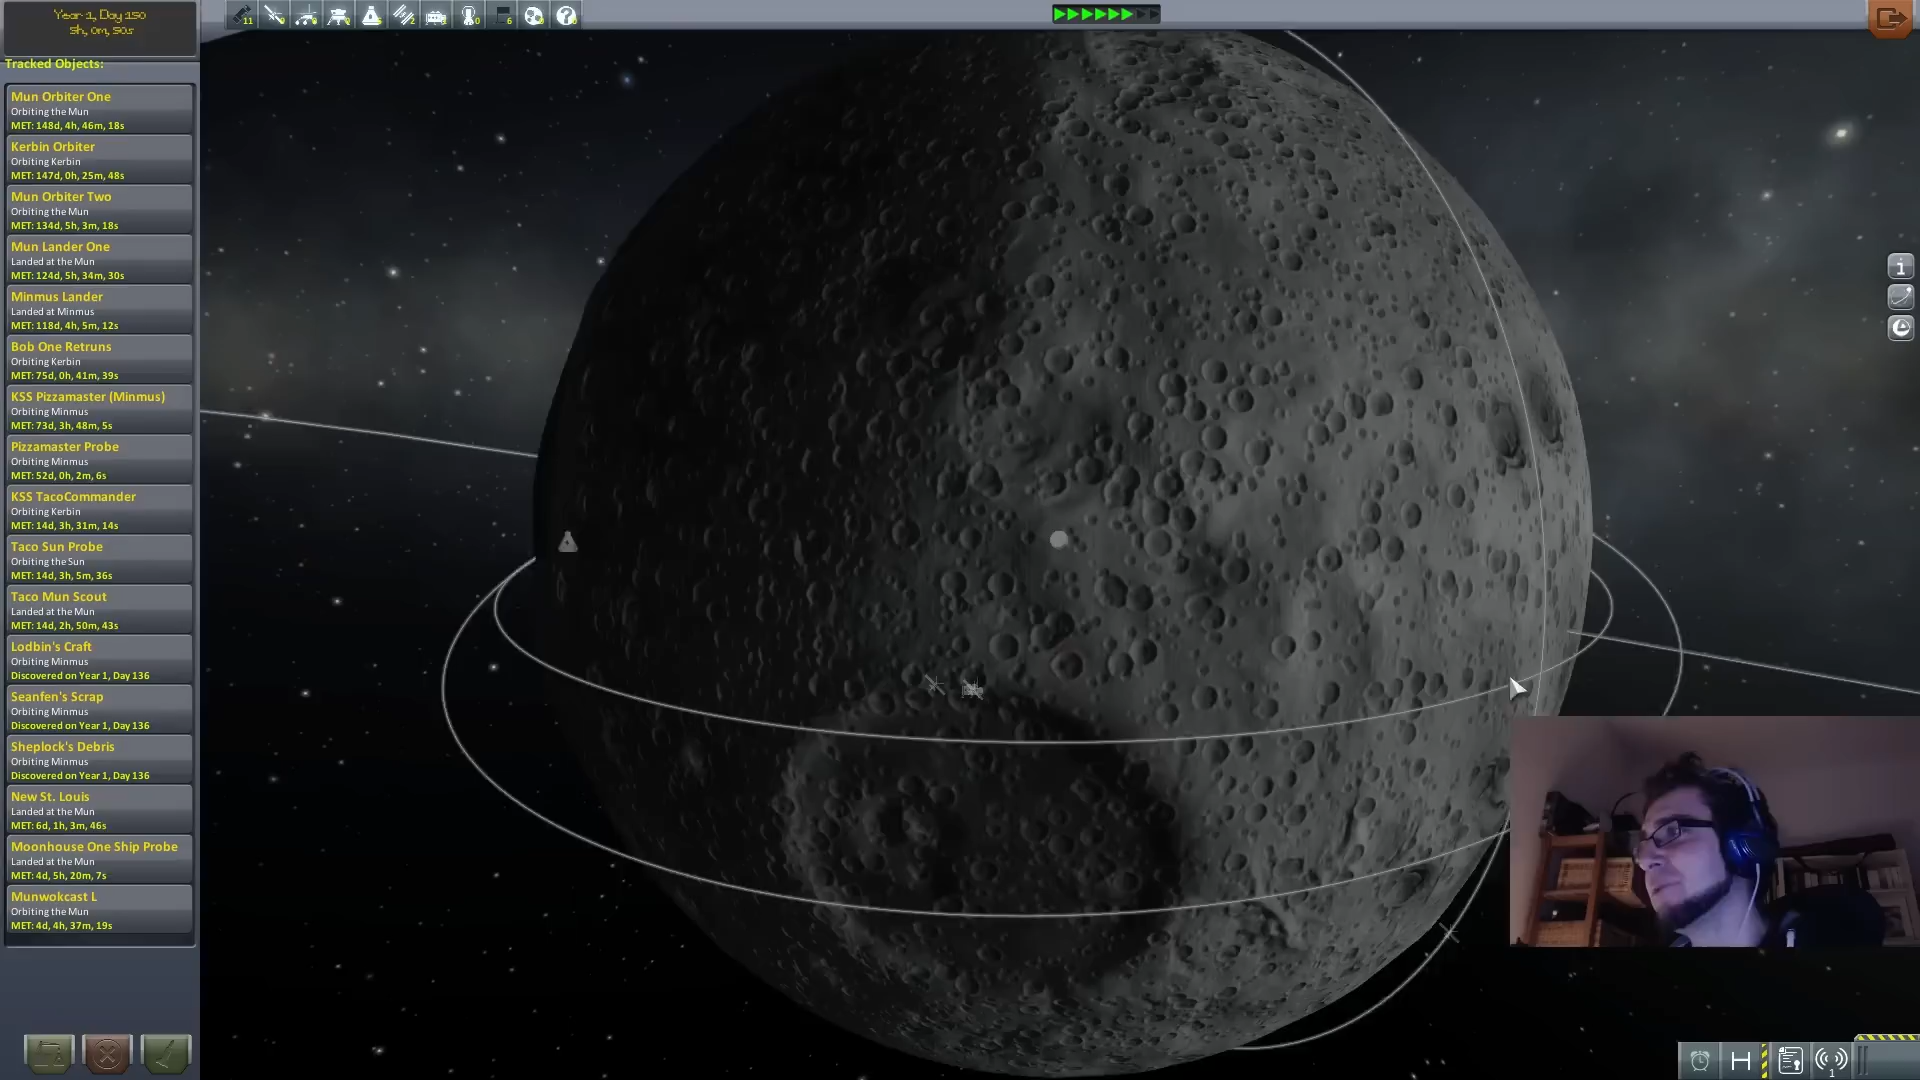 Year 1, Day 150
5h, 0m, 50s
Tracked Objects:
Mun Orbiter One
Orbiting the Mun
MET: 148d, 4h, 46m, 18s
Kerbin Orbiter
Orbiting Kerbin
MET: 147d, 0h, 25m, 48s
Mun Orbiter Two
Orbiting the Mun
MET: 134d, 5h, 3m, 18s
Mun Lander One
Landed at the Mun
MET: 124d, 5h, 34m, 30s
Minmus Lander
Landed at Minmus
MET: 118d, 4h, 5m, 12s
Bob One Retruns
Orbiting Kerbin
MET: 75d, 0h, 41m, 39s
KSS Pizzamaster (Minmus)
Orbiting Minmus
MET: 73d, 3h, 48m, 5s
Pizzamaster Probe
Orbiting Minmus
MET: 52d, 0h, 2m, 6s
KSS TacoCommander
Orbiting Kerbin
MET: 14d, 3h, 31m, 14s
Taco Sun Probe
Orbiting the Sun
MET: 14d, 3h, 5m, 36s
Taco Mun Scout
Landed at the Mun
MET: 14d, 2h, 50m, 43s
Lodbin's Craft
Orbiting Minmus
Discovered on Year 1, Day 136
Seanfen's Scrap
Orbiting Minmus
Discovered on Year 1, Day 136
Sheplock's Debris
Orbiting Minmus
Discovered on Year 1, Day 136
New St. Louis
Landed at the Mun
MET: 6d, 1h, 3m, 46s
Moonhouse One Ship Probe
Landed at the Mun
MET: 4d, 5h, 20m, 7s
Munwokcast L
Orbiting the Mun
MET: 4d, 4h, 37m, 19s
11
2
0
6
1